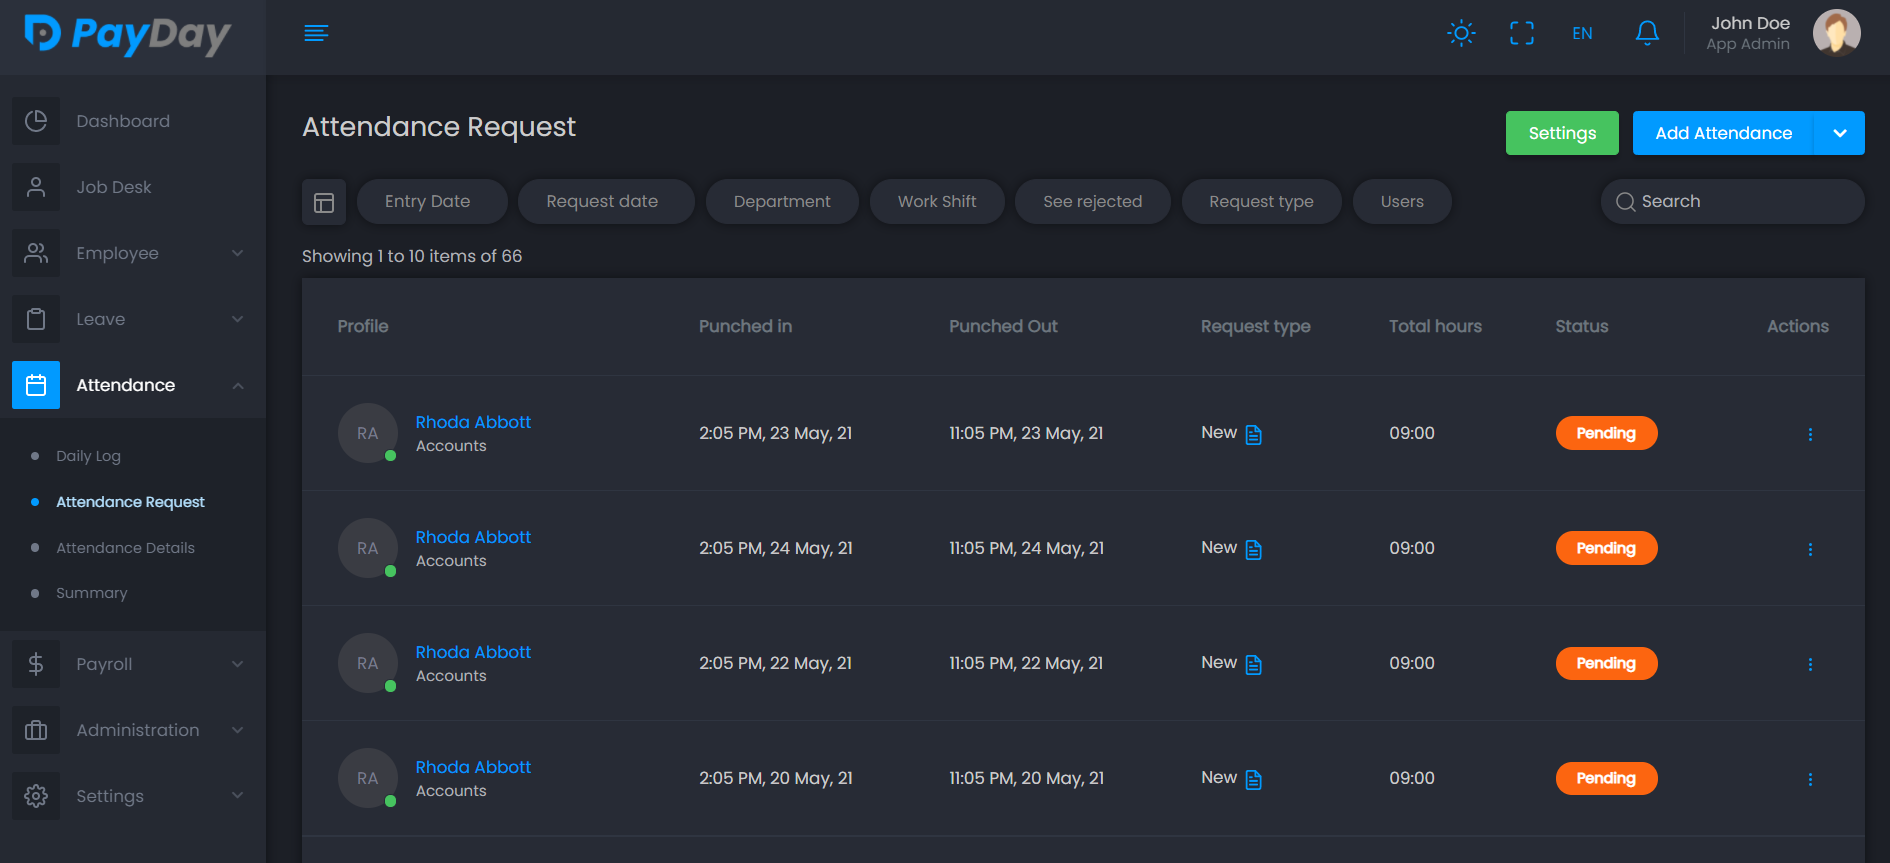 PayDay
EN
John Doe
App Admin
Dashboard
Job Desk
Employee
Leave
Attendance
Daily Log
Attendance Request
Attendance Details
Summary
Payroll
Administration
Settings
Attendance Request
Settings
Add Attendance
Entry Date
Request date
Department
Work Shift
See rejected
Request type
Users
Search
Showing 1 to 10 items of 66
Profile Punched in Punched Out Request type Total hours Status Actions
RA Rhoda Abbott
Accounts
2:05 PM, 23 May, 21 11:05 PM, 23 May, 21 New 09:00 Pending
RA Rhoda Abbott
Accounts
2:05 PM, 24 May, 21 11:05 PM, 24 May, 21 New 09:00 Pending
RA Rhoda Abbott
Accounts
2:05 PM, 22 May, 21 11:05 PM, 22 May, 21 New 09:00 Pending
RA Rhoda Abbott
Accounts
2:05 PM, 20 May, 21 11:05 PM, 20 May, 21 New 09:00 Pending